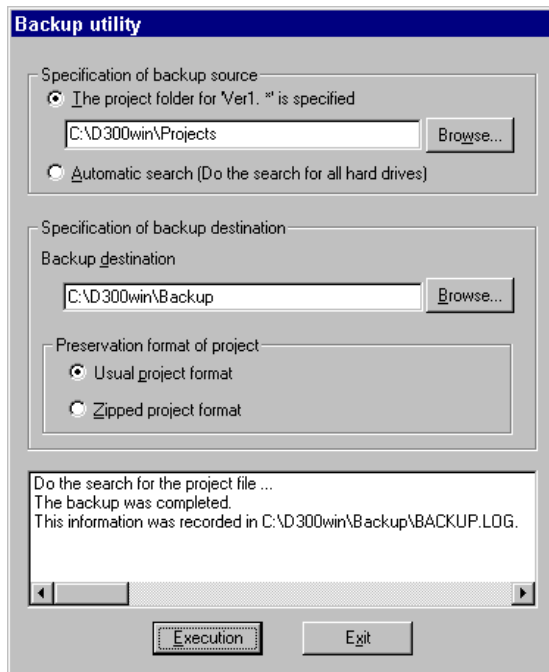 Backup utility
Specification of backup source
The project folder for 'Ver1. *' is specified
C:\D300win\Projects
Browse...
Automatic search (Do the search for all hard drives)
Specification of backup destination
Backup destination
C:\D300win\Backup
Browse...
Preservation format of project
Usual project format
Zipped project format
Do the search for the project file ...
The backup was completed.
This information was recorded in C:\D300win\Backup\BACKUP.LOG.
Execution
Exit